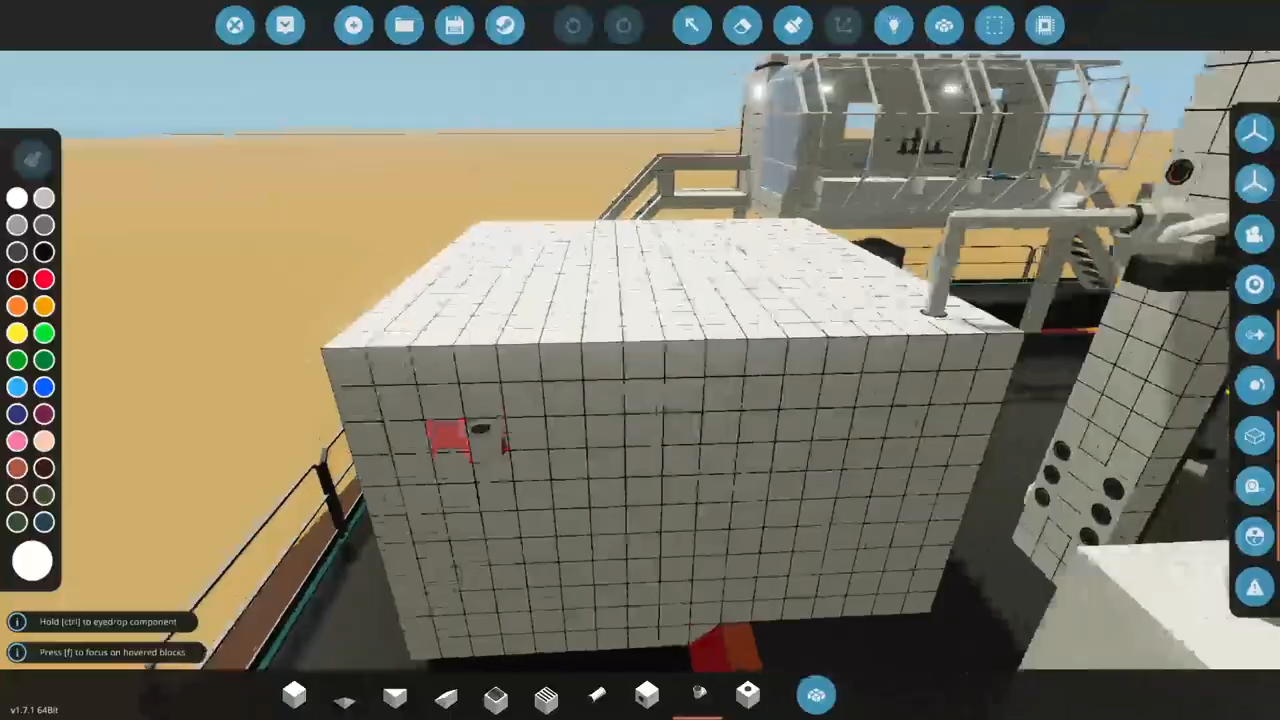 Hold [ctrl] to eyedrop component
Press [f] to focus on hovered blocks
v1.7.1 64Bit